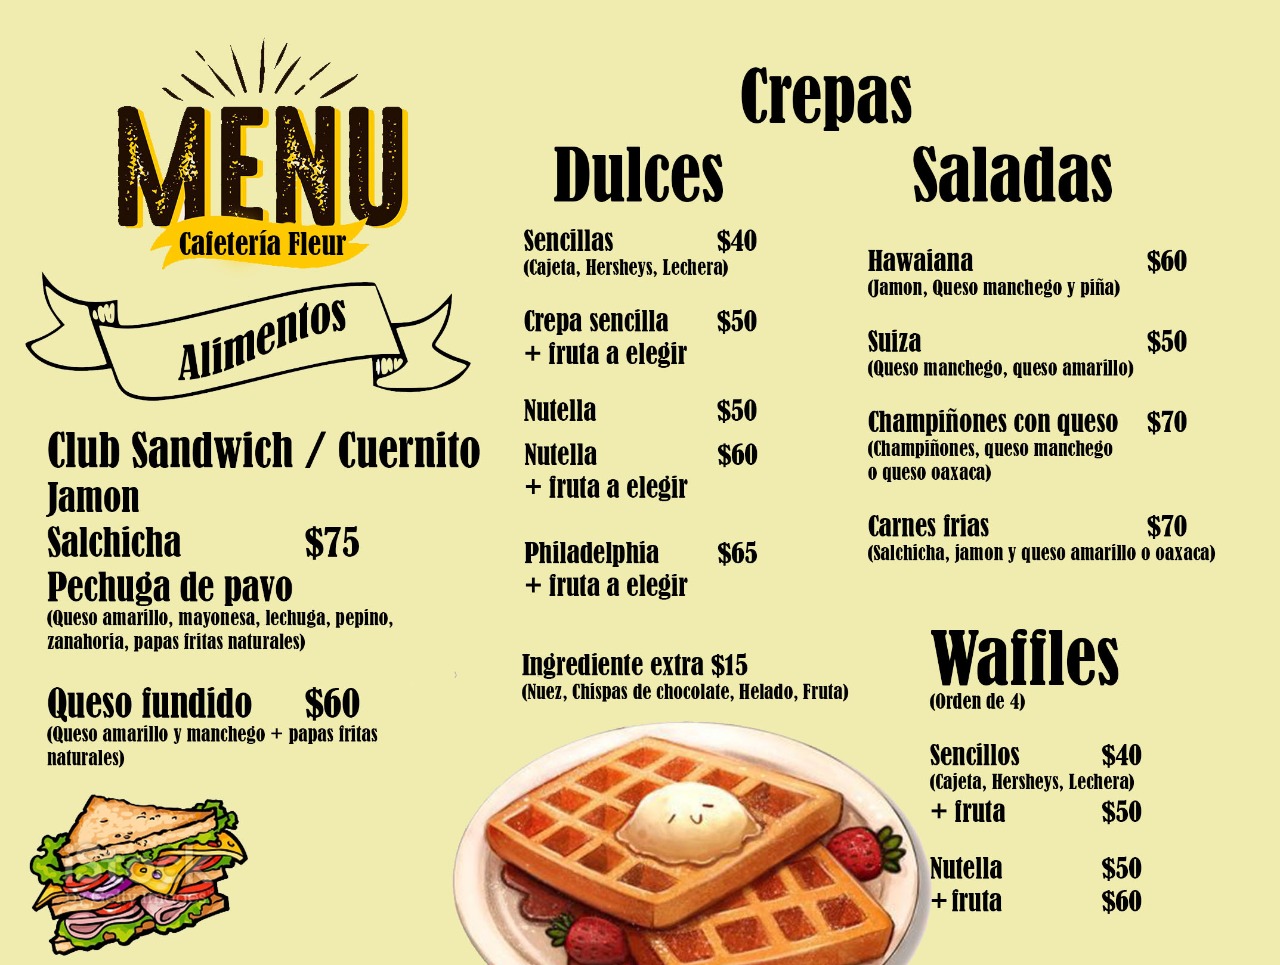 MENU
Cafetería Fleur
Alimentos
Club Sandwich / Cuernito
Jamon
Salchicha $75
Pechuga de pavo
(Queso amarillo, mayonesa, lechuga, pepino,
zanahoria, papas fritas naturales)
Queso fundido $60
(Queso amarillo y manchego + papas fritas
naturales)
Crepas
Dulces
Sencillas $40
(Cajeta, Hersheys, Lechera)
Crepa sencilla $50
+ fruta a elegir
Nutella $50
Nutella $60
+ fruta a elegir
Philadelphia $65
+ fruta a elegir
Ingrediente extra $15
(Nuez, Chispas de chocolate, Helado, Fruta)
Saladas
Hawaiana $60
(Jamon, Queso manchego y piña)
Suiza $50
(Queso manchego, queso amarillo)
Champiñones con queso $70
(Champiñones, queso manchego
o queso oaxaca)
Carnes frias $70
(Salchicha, jamon y queso amarillo o oaxaca)
Waffles
(Orden de 4)
Sencillos $40
(Cajeta, Hersheys, Lechera)
+ fruta $50
Nutella $50
+ fruta $60